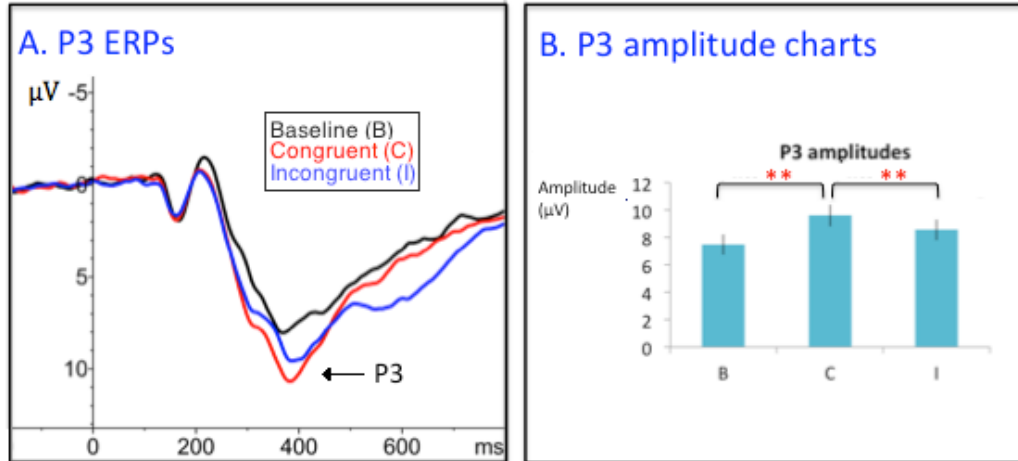 A. P3 ERPs
μV
-5
0
5
10
Baseline (B)
Congruent (C)
Incongruent (I)
P3
0
200
400
600
ms
B. P3 amplitude charts
P3 amplitudes
Amplitude
(μV)
** **
12
10
8
6
4
2
0
B
C
I